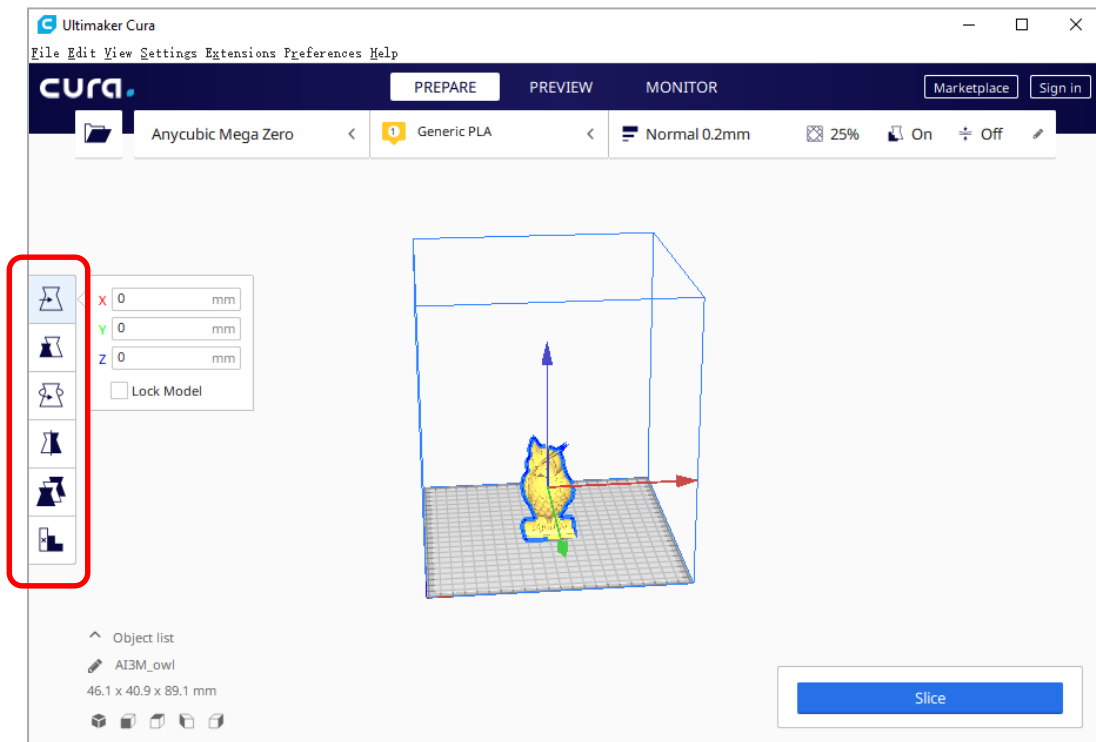 Ultimaker Cura
File Edit View Settings Extensions Preferences Help
cura.
PREPARE PREVIEW MONITOR Marketplace Sign in
Anycubic Mega Zero 1 Generic PLA Normal 0.2mm 25% On Off
X 0 mm
Y 0 mm
Z 0 mm
Lock Model
Object list
AI3M_owl
46.1 x 40.9 x 89.1 mm
Slice